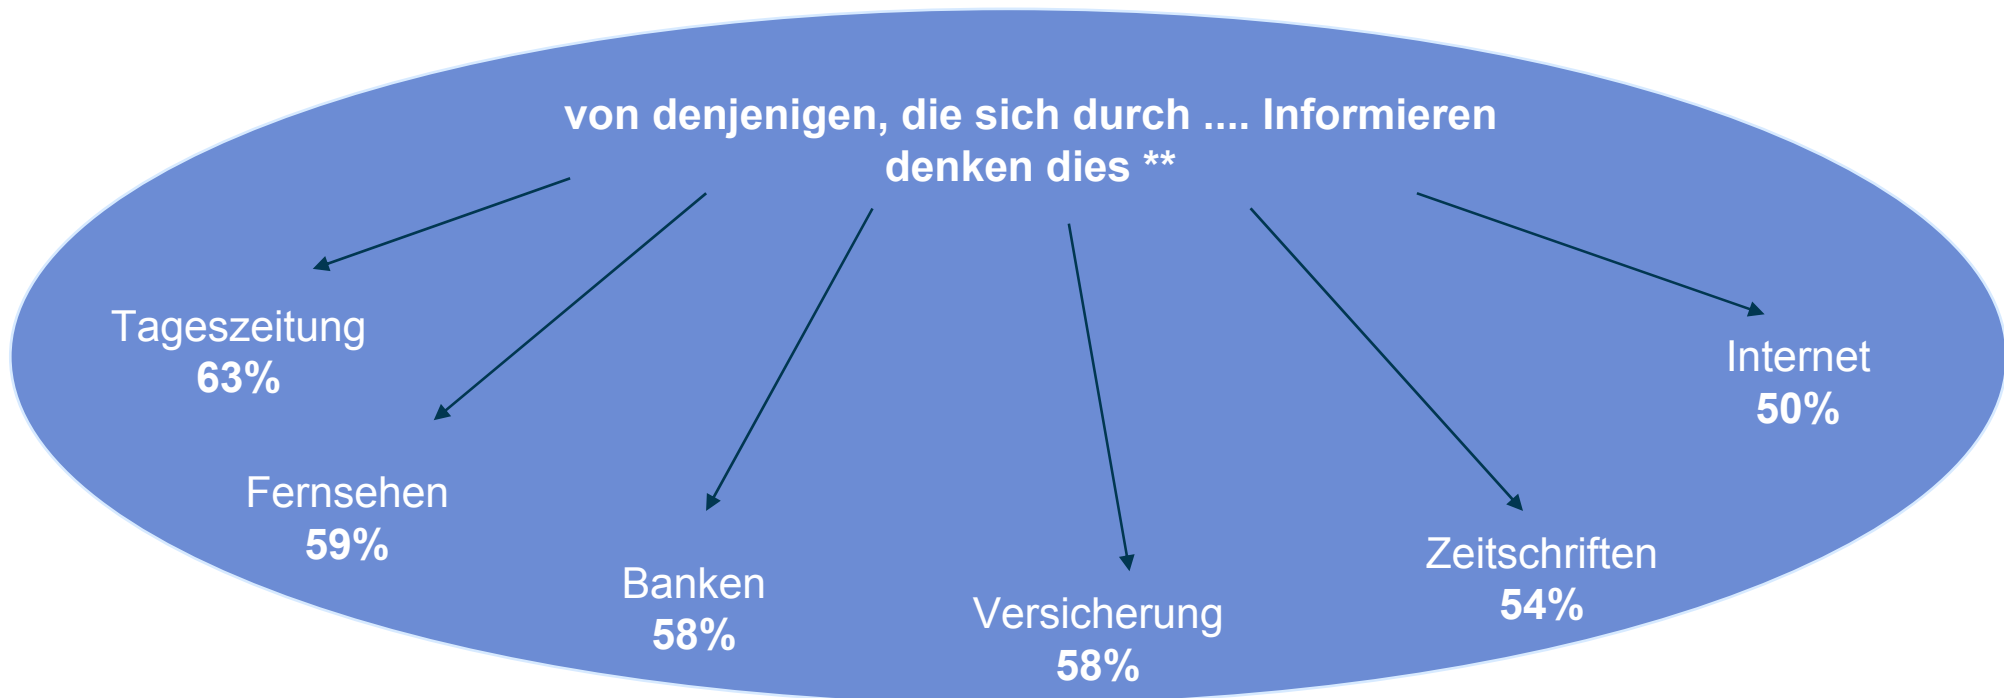 von denjenigen, die sich durch .... Informieren
denken dies **
Tageszeitung
63%
Fernsehen
59%
Banken
58%
Versicherung
58%
Zeitschriften
54%
Internet
50%